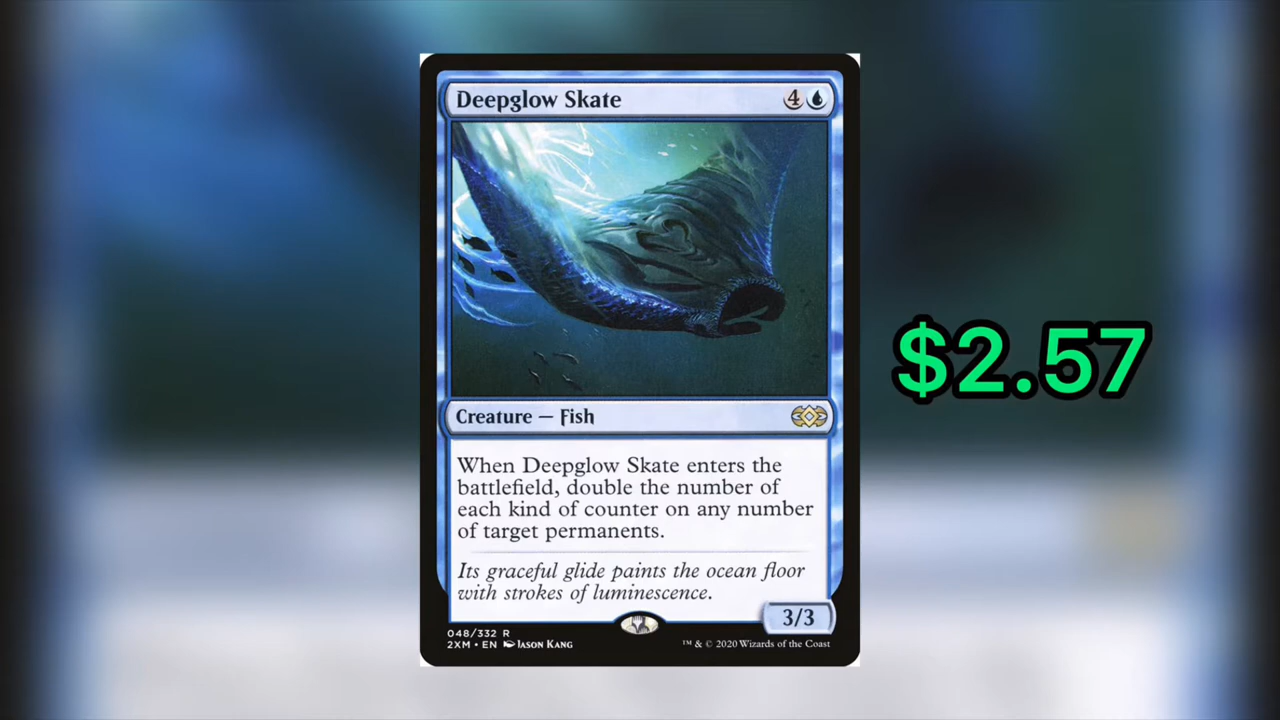 Deepglow Skate 4
$2.57
Creature — Fish
When Deepglow Skate enters the
battlefield, double the number of
each kind of counter on any number
of target permanents.
Its graceful glide paints the ocean floor
with strokes of luminescence.
3/3
048/332 R
2XM • EN Jason Kang
™ & © 2020 Wizards of the Coast